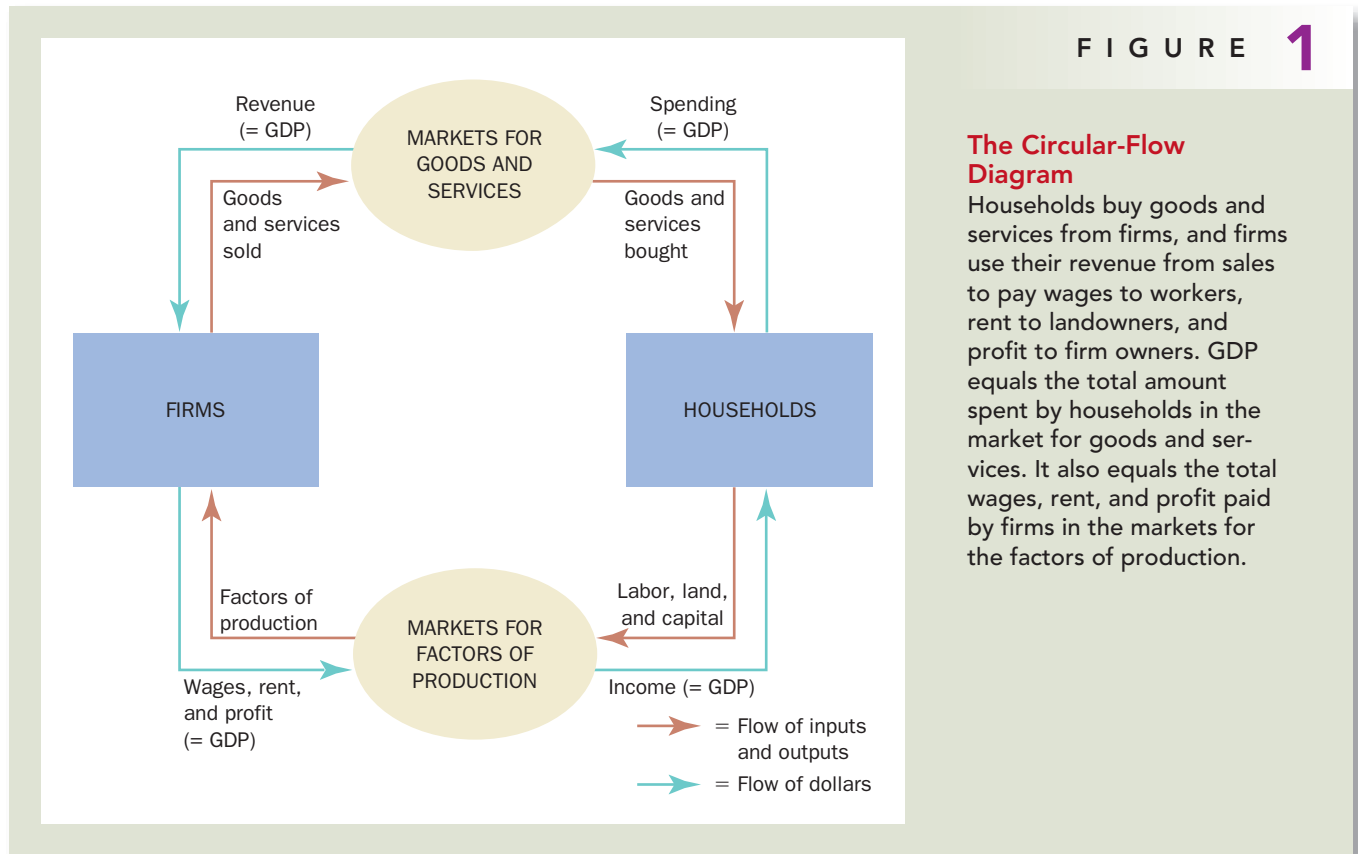 FIGURE 1
The Circular-Flow
Diagram
Households buy goods and
services from firms, and firms
use their revenue from sales
to pay wages to workers,
rent to landowners, and
profit to firm owners. GDP
equals the total amount
spent by households in the
market for goods and ser-
vices. It also equals the total
wages, rent, and profit paid
by firms in the markets for
the factors of production.
Revenue
(= GDP)
MARKETS FOR
GOODS AND
SERVICES
Spending
(= GDP)
Goods
and services
sold
Goods and
services
bought
FIRMS
HOUSEHOLDS
Factors of
production
MARKETS FOR
FACTORS OF
PRODUCTION
Labor, land,
and capital
Wages, rent,
and profit
(= GDP)
Income (= GDP)
= Flow of inputs
and outputs
= Flow of dollars